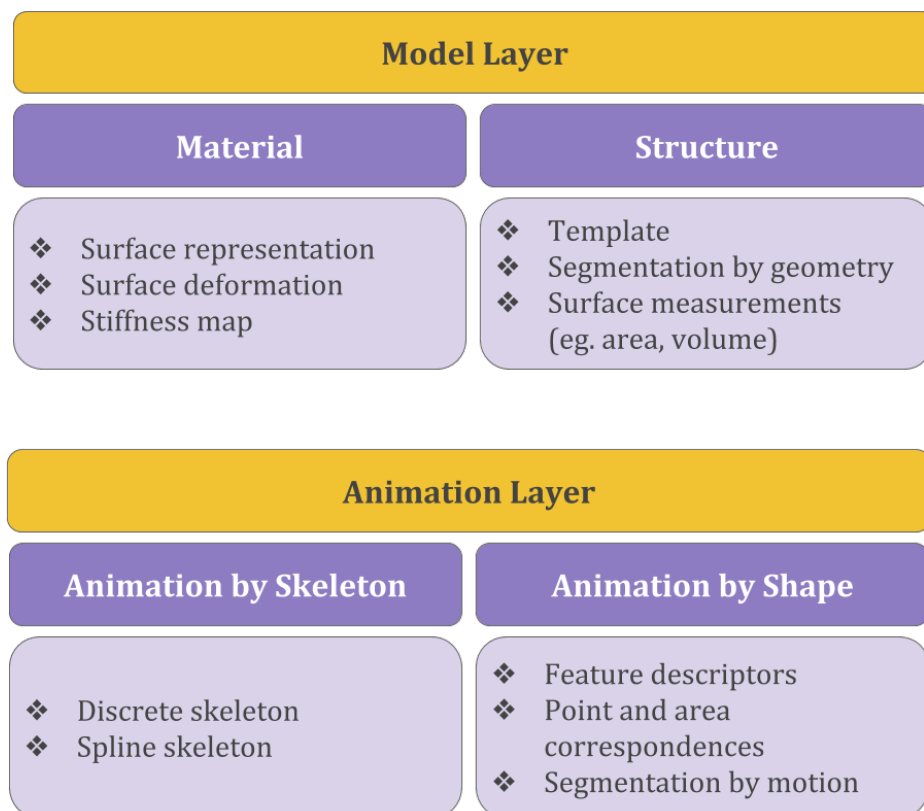 Model Layer
Material
❖ Surface representation
❖ Surface deformation
❖ Stiffness map
Structure
❖ Template
❖ Segmentation by geometry
❖ Surface measurements
(eg. area, volume)
Animation Layer
Animation by Skeleton
❖ Discrete skeleton
❖ Spline skeleton
Animation by Shape
❖ Feature descriptors
❖ Point and area
correspondences
❖ Segmentation by motion